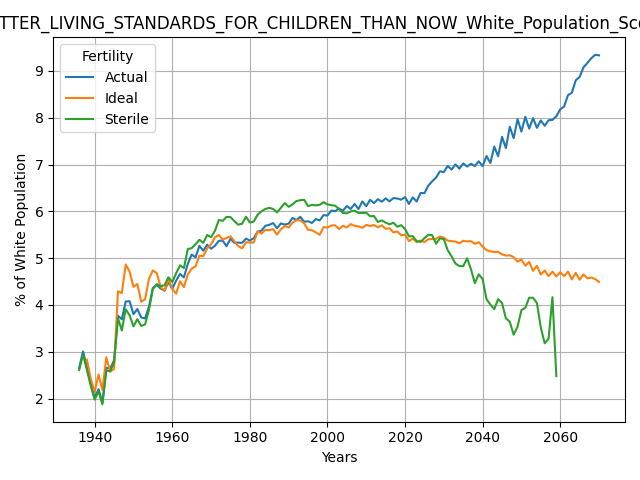 TTER_LIVING_STANDARDS_FOR_CHILDREN_THAN_NOW_White_Population_Sc
Fertility
Actual
Ideal
Sterile
% of White Population
9
8
7
6
5
4
3
2
1940 1960 1980 2000 2020 2040 2060
Years